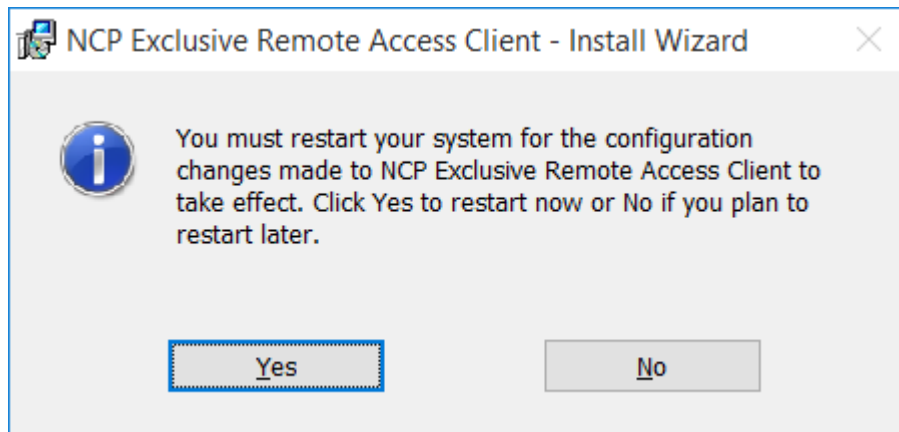 NCP Exclusive Remote Access Client - Install Wizard
You must restart your system for the configuration
changes made to NCP Exclusive Remote Access Client to
take effect. Click Yes to restart now or No if you plan to
restart later.
Yes
No